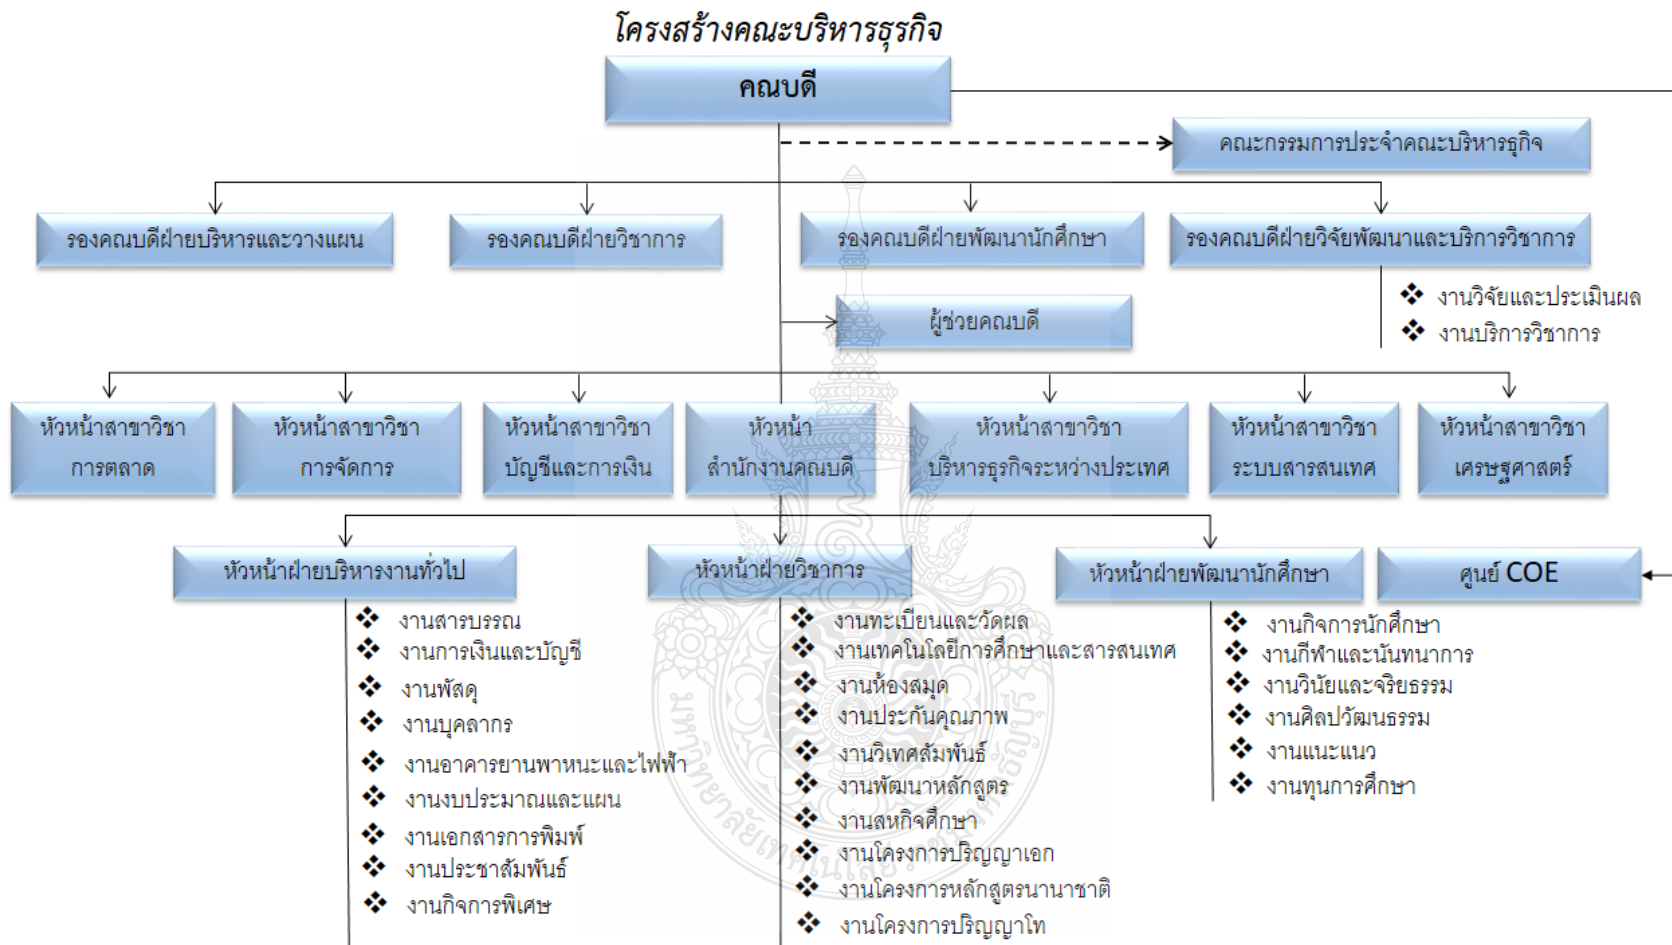 โครงสร้างคณะบริหารธุรกิจ
คณบดี
คณะกรรมการประจำคณะบริหารธุกิจ
รองคณบดีฝ่ายบริหารและวางแผน
รองคณบดีฝ่ายวิชาการ
รองคณบดีฝ่ายพัฒนานักศึกษา
รองคณบดีฝ่ายวิจัยพัฒนาและบริการวิชาการ
งานวิจัยและประเมินผล
งานบริการวิชาการ
ผู้ช่วยคณบดี
หัวหน้าสาขาวิชา
การตลาด
หัวหน้าสาขาวิชา
การจัดการ
หัวหน้าสาขาวิชา
บัญชีและการเงิน
หัวหน้า
สำนักงานคณบดี
หัวหน้าสาขาวิชา
บริหารธุรกิจระหว่างประเทศ
หัวหน้าสาขาวิชา
ระบบสารสนเทศ
หัวหน้าสาขาวิชา
เศรษฐศาสตร์
หัวหน้าฝ่ายบริหารงานทั่วไป
หัวหน้าฝ่ายวิชาการ
หัวหน้าฝ่ายพัฒนานักศึกษา
ศูนย์ COE
งานสารบรรณ
งานการเงินและบัญชี
งานพัสดุ
งานบุคลากร
งานอาคารยานพาหนะและไฟฟ้า
งานงบประมาณและแผน
งานเอกสารการพิมพ์
งานประชาสัมพันธ์
งานกิจการพิเศษ
งานทะเบียนและวัดผล
งานเทคโนโลยีการศึกษาและสารสนเทศ
งานห้องสมุด
งานประกันคุณภาพ
งานวิเทศสัมพันธ์
งานพัฒนาหลักสูตร
งานสหกิจศึกษา
งานโครงการปริญญาเอก
งานโครงการหลักสูตรนานาชาติ
งานโครงการปริญญาโท
งานกิจการนักศึกษา
งานกีฬาและนันทนาการ
งานวินัยและจริยธรรม
งานศิลปวัฒนธรรม
งานแนะแนว
งานทุนการศึกษา
มหาวิทยาลัยเทคโนโลยีราชมงคลธัญบุรี